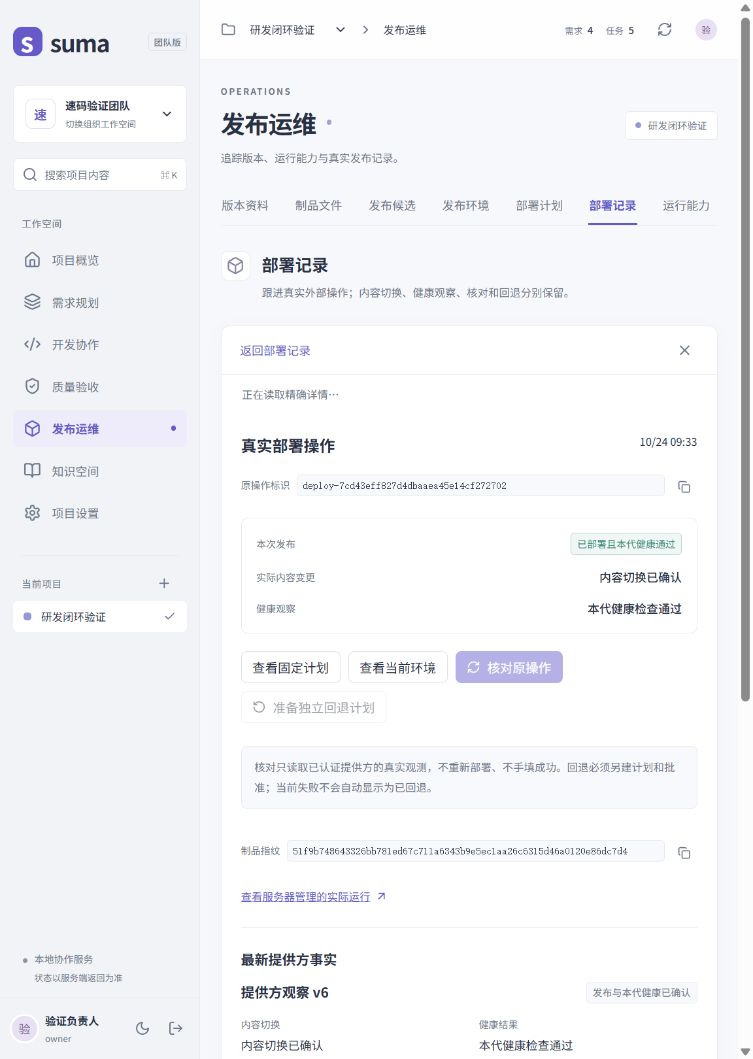 suma
团队版
速
速码验证团队
切换组织工作空间
搜索项目内容
⌘K
工作空间
项目概览
需求规划
开发协作
质量验收
发布运维
知识空间
项目设置
当前项目
研发闭环验证
本地协作服务
状态以服务端返回为准
验
验证负责人
owner
研发闭环验证
发布运维
需求 4
任务 5
验
OPERATIONS
发布运维
研发闭环验证
追踪版本、运行能力与真实发布记录。
版本资料
制品文件
发布候选
发布环境
部署计划
部署记录
运行能力
部署记录
跟进真实外部操作；内容切换、健康观察、核对和回退分别保留。
返回部署记录
正在读取精确详情…
真实部署操作
10/24 09:33
原操作标识
deploy-7cd43eff827d4dbaaea45e14cf272702
本次发布
已部署且本代健康通过
实际内容变更
内容切换已确认
健康观察
本代健康检查通过
查看固定计划
查看当前环境
核对原操作
准备独立回退计划
核对只读取已认证提供方的真实观测，不重新部署、不手填成功。回退必须另建计划和批
准；当前失败不会自动显示为已回退。
制品指纹
51f9b748643326bb781ed67c711a6343b9e5ec1aa26c6315d46a0120e86dc7d4
查看服务器管理的实际运行
最新提供方事实
提供方观察 v6
发布与本代健康已确认
内容切换
健康结果
内容切换已确认
本代健康检查通过